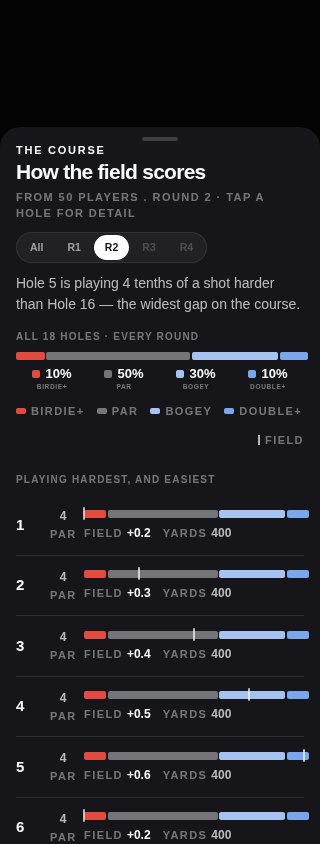 THE COURSE
How the field scores
FROM 50 PLAYERS . ROUND 2 · TAP A
HOLE FOR DETAIL
All R1 R2 R3 R4
Hole 5 is playing 4 tenths of a shot harder
than Hole 16 — the widest gap on the course.
ALL 18 HOLES · EVERY ROUND
10% 50% 30% 10%
BIRDIE+ PAR BOGEY DOUBLE+
BIRDIE+ PAR BOGEY DOUBLE+
FIELD
PLAYING HARDEST, AND EASIEST
1 4 PAR FIELD +0.2 YARDS 400
2 4 PAR FIELD +0.3 YARDS 400
3 4 PAR FIELD +0.4 YARDS 400
4 4 PAR FIELD +0.5 YARDS 400
5 4 PAR FIELD +0.6 YARDS 400
6 4 PAR FIELD +0.2 YARDS 400